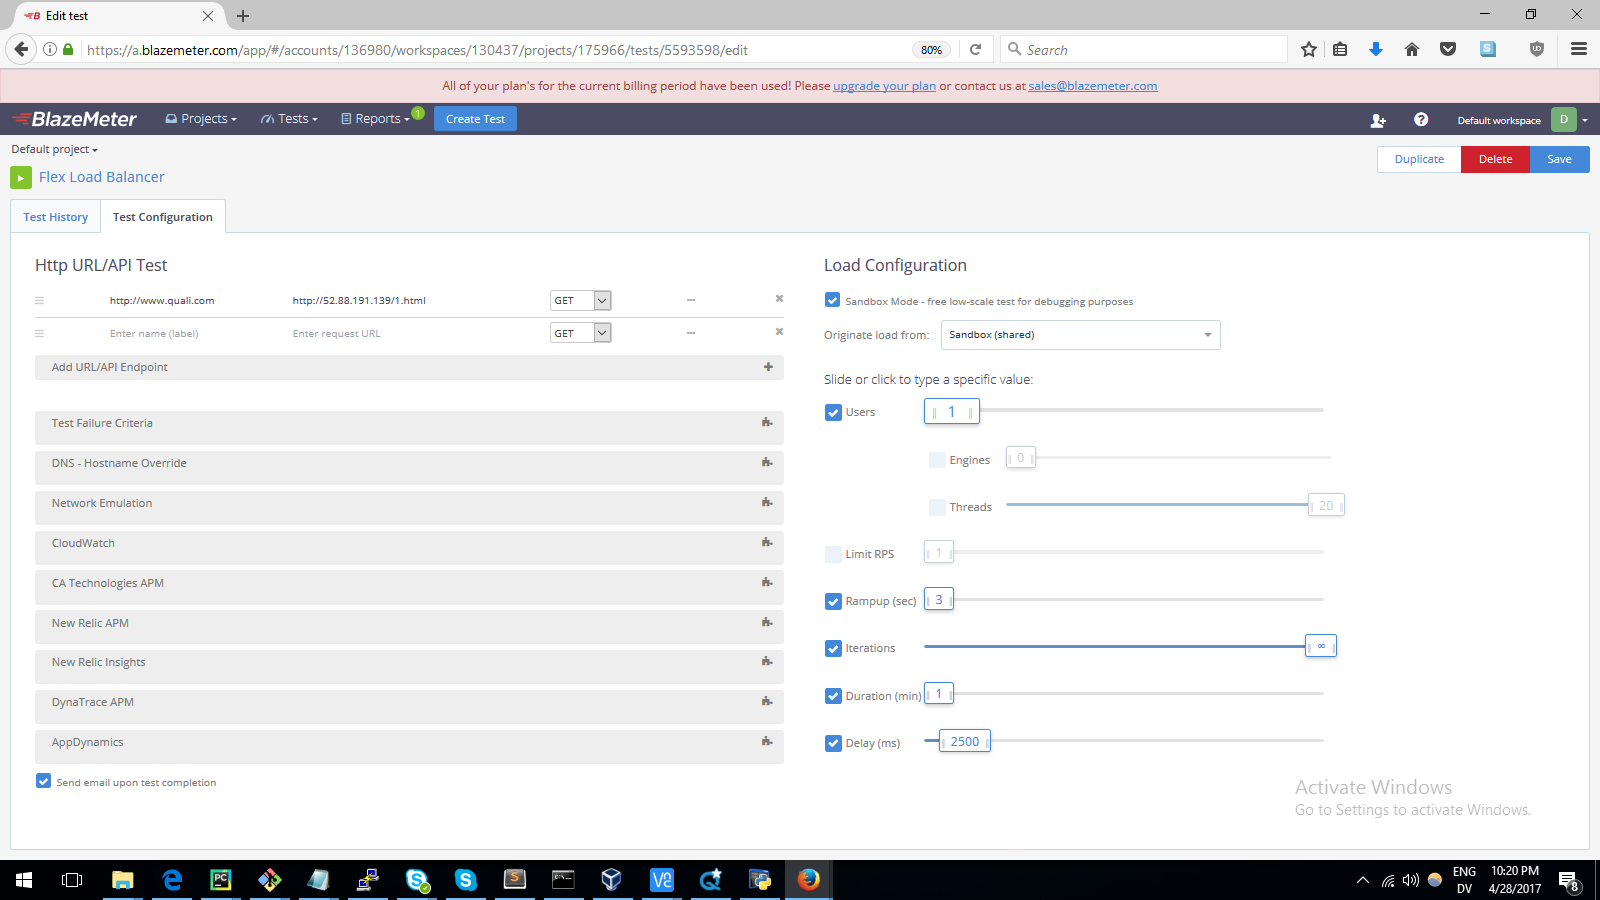 Edit test
https://a.blazemeter.com/app/#/accounts/136980/workspaces/130437/projects/175966/tests/5593598/edit
80%
Search
All of your plan's for the current billing period have been used! Please upgrade your plan or contact us at sales@blazemeter.com
BlazeMeter
Projects
Tests
Reports
1
Create Test
Default workspace
D
Default project
Duplicate
Delete
Save
Flex Load Balancer
Test History
Test Configuration
Http URL/API Test
http://www.quali.com
http://52.88.191.139/1.html
GET
Enter name (label)
Enter request URL
GET
Add URL/API Endpoint
Test Failure Criteria
DNS - Hostname Override
Network Emulation
CloudWatch
CA Technologies APM
New Relic APM
New Relic Insights
DynaTrace APM
AppDynamics
Send email upon test completion
Load Configuration
Sandbox Mode - free low-scale test for debugging purposes
Originate load from:
Sandbox (shared)
Slide or click to type a specific value:
Users
1
Engines
0
Threads
20
Limit RPS
1
Rampup (sec)
3
Iterations
∞
Duration (min)
1
Delay (ms)
2500
Activate Windows
Go to Settings to activate Windows.
ENG
DV
10:20 PM
4/28/2017
8